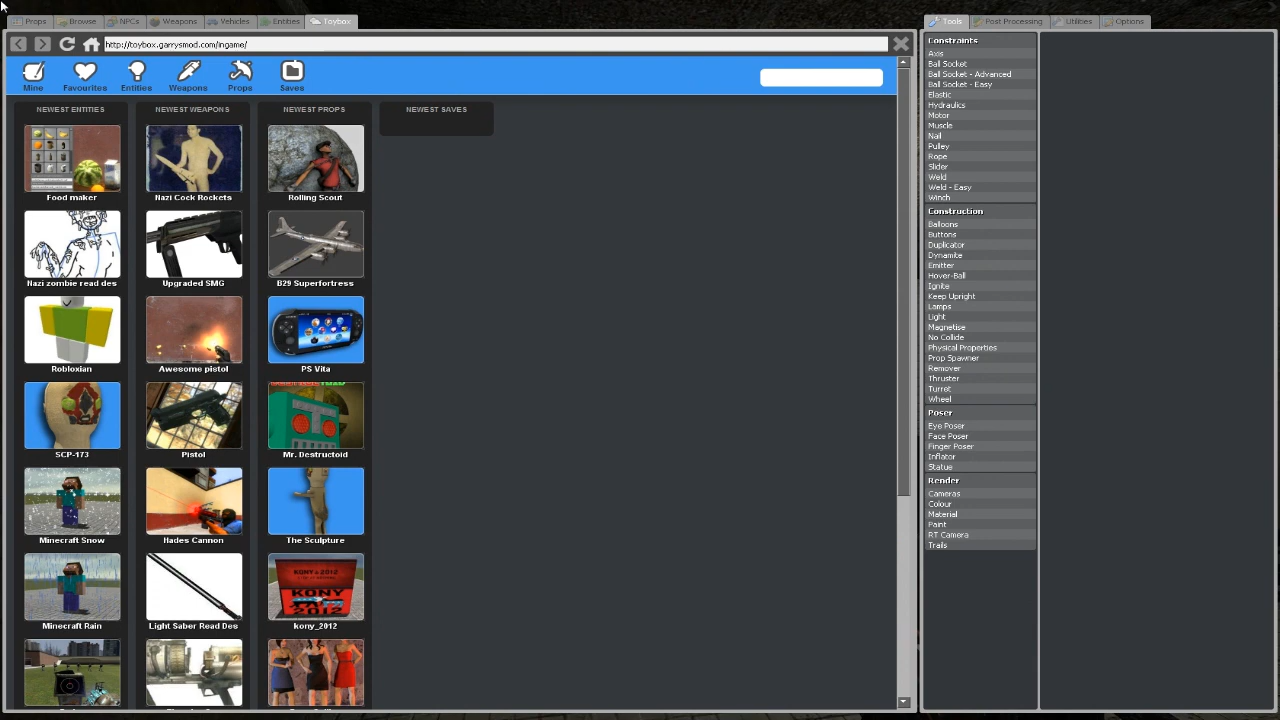 Props Browse NPCs Weapons Vehicles Entities Toybox
http://toybox.garrysmod.com/ingame/
Mine Favourites Entities Weapons Props Saves
NEWEST ENTITIES
Food maker
Nazi zombie read des
Robloxian
SCP-173
Minecraft Snow
Minecraft Rain
NEWEST WEAPONS
Nazi Cock Rockets
Upgraded SMG
Awesome pistol
Pistol
Hades Cannon
Light Saber Read Des
NEWEST PROPS
Rolling Scout
B29 Superfortress
PS Vita
Mr. Destructoid
The Sculpture
KONY 2012
KONY
2012
kony_2012
NEWEST SAVES
Tools Post Processing Utilities Options
Constraints
Axis
Ball Socket
Ball Socket - Advanced
Ball Socket - Easy
Elastic
Hydraulics
Motor
Muscle
Nail
Pulley
Rope
Slider
Weld
Weld - Easy
Winch
Construction
Balloons
Buttons
Duplicator
Dynamite
Emitter
Hover-Ball
Ignite
Keep Upright
Lamps
Light
Magnetise
No Collide
Physical Properties
Prop Spawner
Remover
Thruster
Turret
Wheel
Poser
Eye Poser
Face Poser
Finger Poser
Inflator
Statue
Render
Cameras
Colour
Material
Paint
RT Camera
Trails